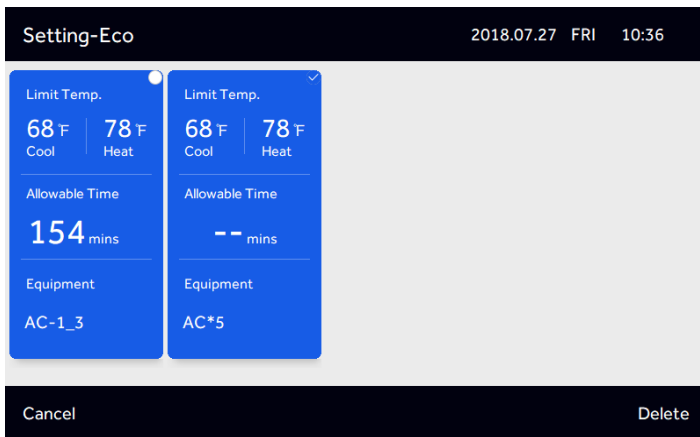 Setting-Eco 2018.07.27 FRI 10:36
Limit Temp.
68 °F 78 °F
Cool Heat
Allowable Time
154 mins
Equipment
AC-1_3
Limit Temp.
68 °F 78 °F
Cool Heat
Allowable Time
-- mins
Equipment
AC*5
Cancel Delete